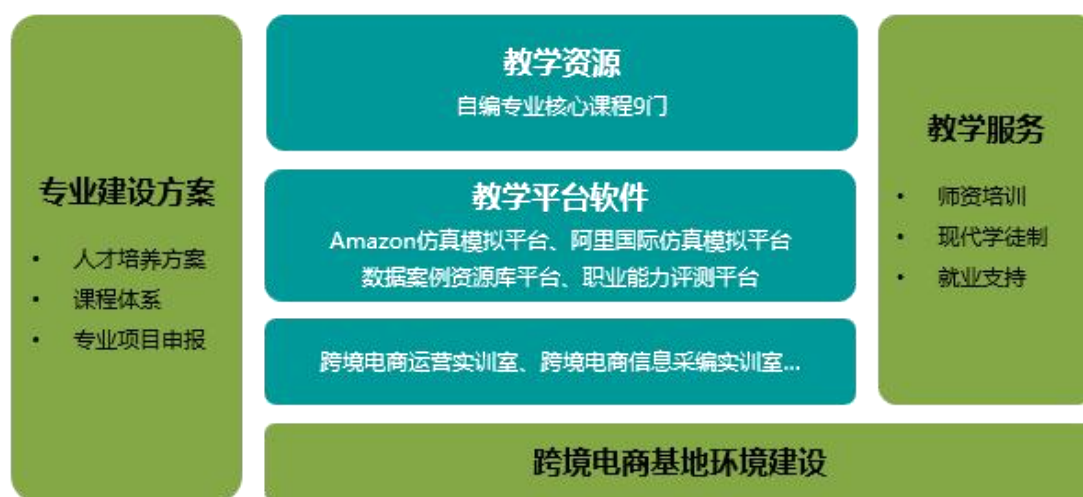 专业建设方案
• 人才培养方案
• 课程体系
• 专业项目申报
教学资源
自编专业核心课程9门
教学平台软件
Amazon仿真模拟平台、阿里国际仿真模拟平台
数据案例资源库平台、职业能力评测平台
跨境电商运营实训室、跨境电商信息采编实训室...
教学服务
• 师资培训
• 现代学徒制
• 就业支持
跨境电商基地环境建设